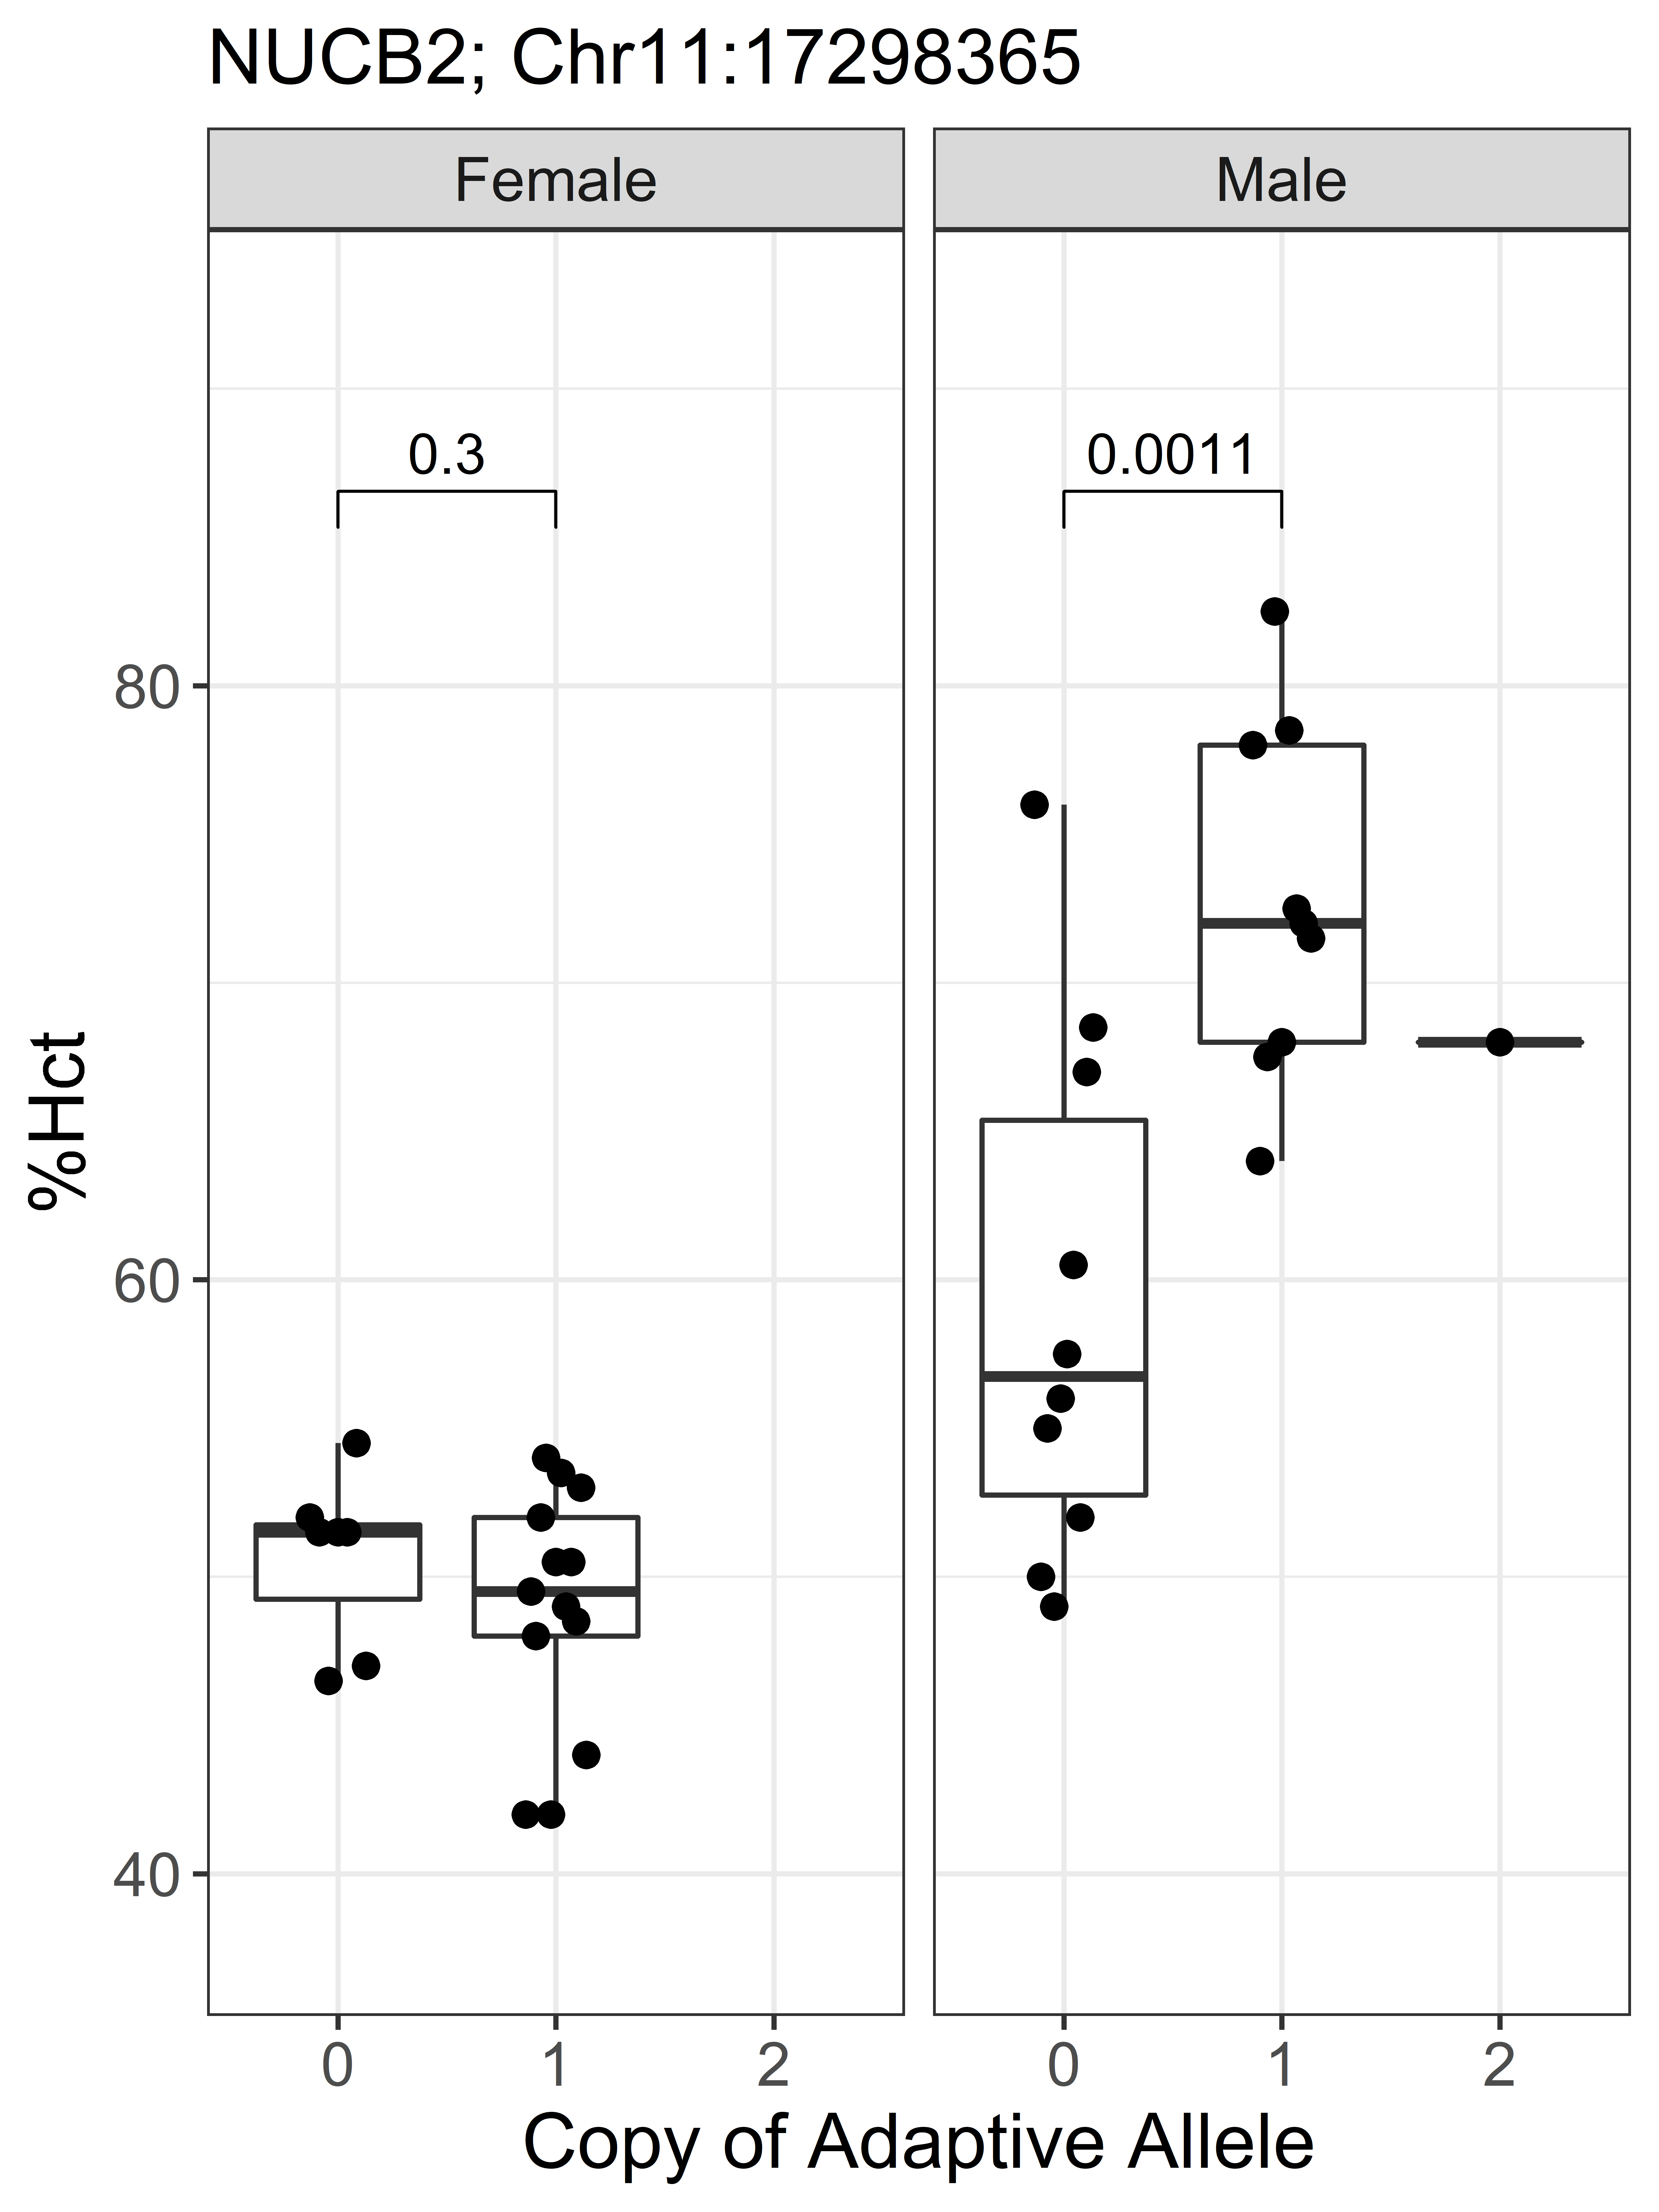 NUCB2; Chr11:17298365
Female
Male
0.3
0.0011
80
60
40
%Hct
0 1 2
0 1 2
Copy of Adaptive Allele